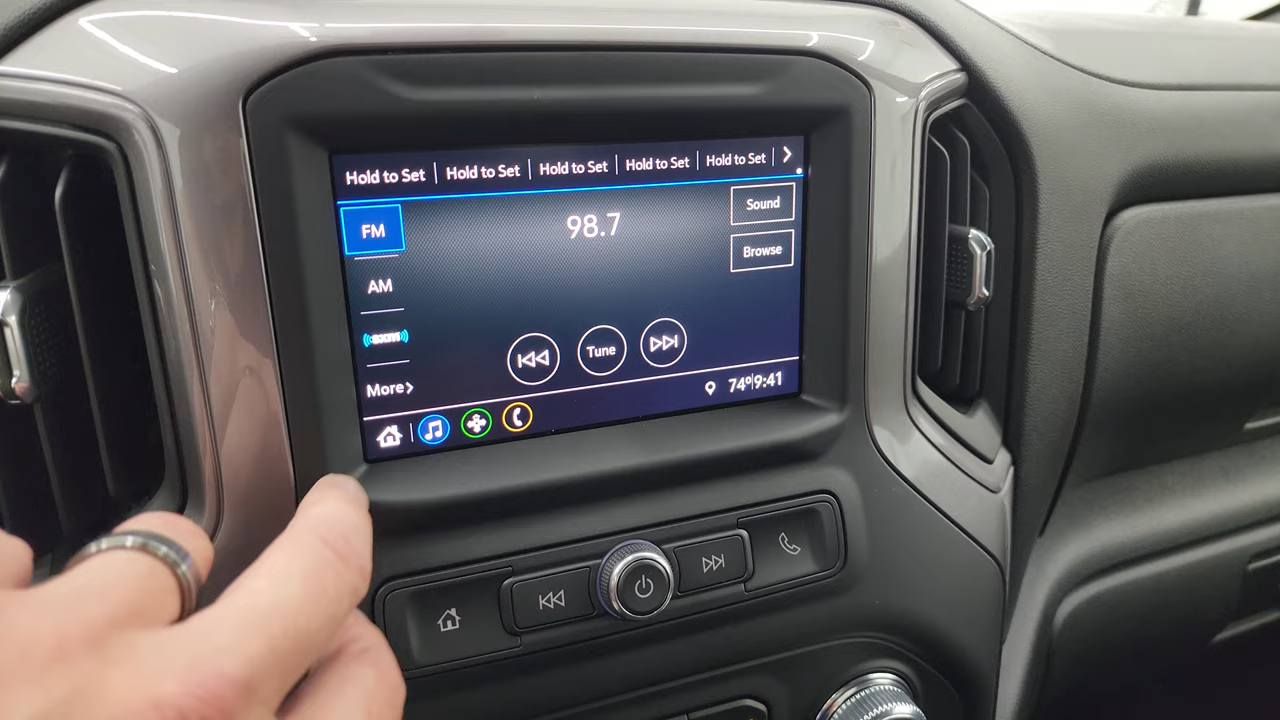 Hold to Set Hold to Set Hold to Set Hold to Set Hold to Set
FM
98.7
Sound
Browse
AM
sxm
Tune
More
74° 9:41